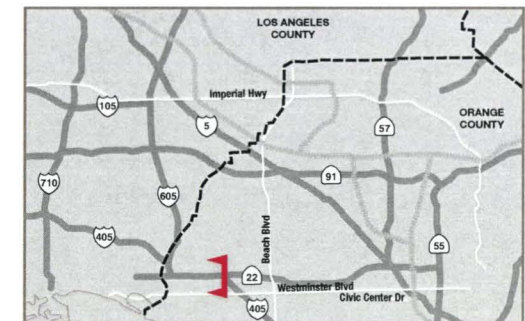 LOS ANGELES
COUNTY
Imperial Hwy
105
5
57
ORANGE
COUNTY
710
605
91
405
Beach Blvd
55
22
Westminster Blvd
Civic Center Dr
405